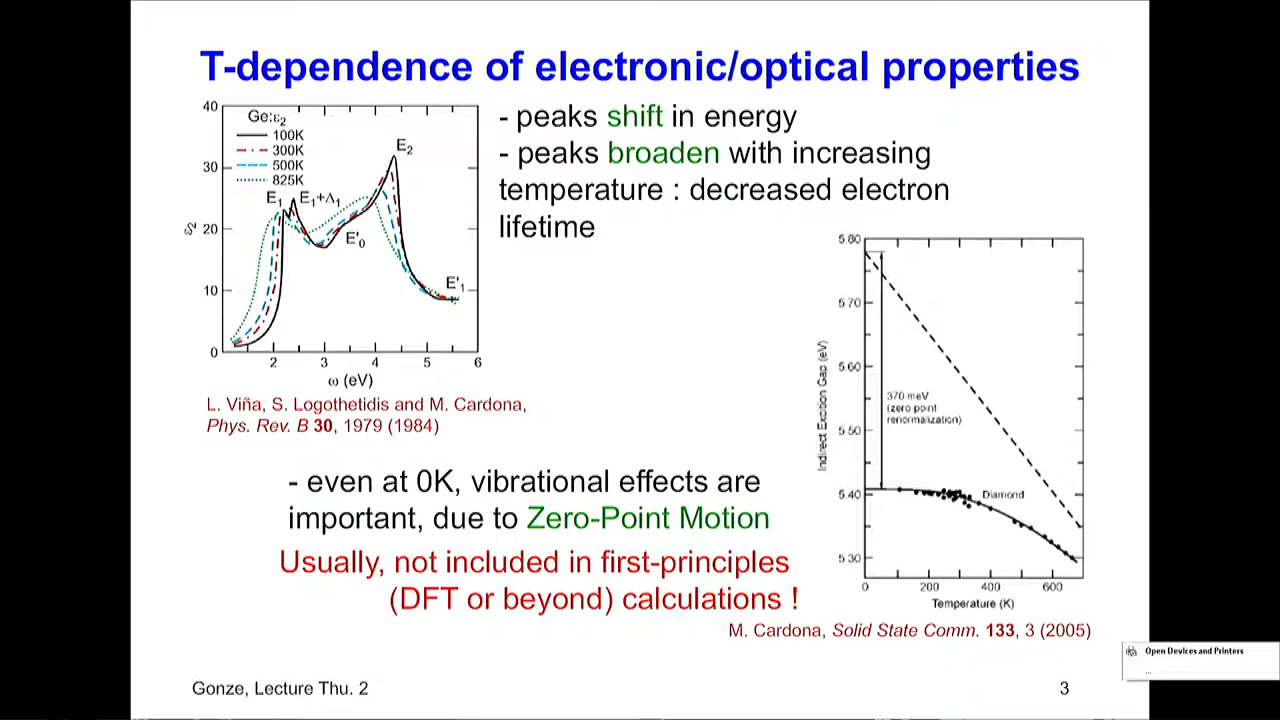 T-dependence of electronic/optical properties
40
30
20
10
0
ε2
Ge:ε2
100K
300K
500K
825K
E1
E1+Δ1
E2
E'0
E'1
2
3
4
5
6
ω (eV)
L. Viña, S. Logothetidis and M. Cardona,
Phys. Rev. B 30, 1979 (1984)
- peaks shift in energy
- peaks broaden with increasing
temperature : decreased electron
lifetime
5.80
5.70
5.60
5.50
5.40
5.30
Indirect Exciton Gap (eV)
370 meV
(zero point
renormalization)
Diamond
0
200
400
600
Temperature (K)
M. Cardona, Solid State Comm. 133, 3 (2005)
- even at 0K, vibrational effects are
important, due to Zero-Point Motion
Usually, not included in first-principles
(DFT or beyond) calculations !
Open Devices and Printers
...
Gonze, Lecture Thu. 2
3